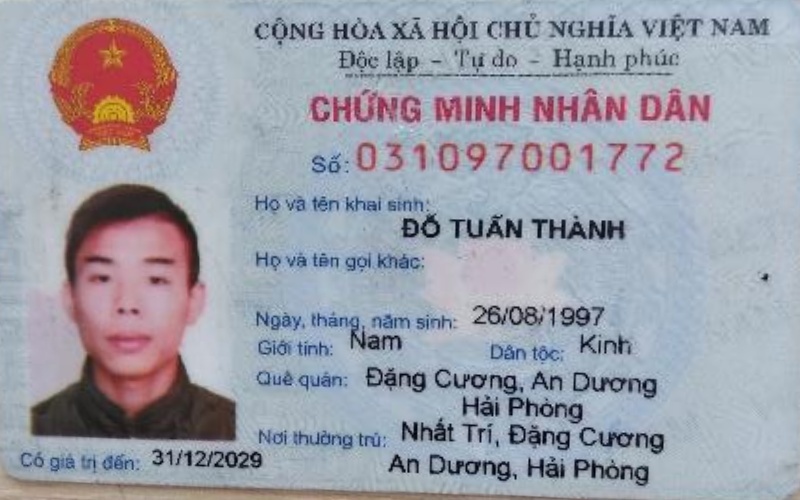 CỘNG HÒA XÃ HỘI CHỦ NGHĨA VIỆT NAM
Độc lập - Tự do - Hạnh phúc
CHỨNG MINH NHÂN DÂN
Số: 031097001772
Họ và tên khai sinh:
ĐỖ TUẤN THÀNH
Họ và tên gọi khác:
Ngày, tháng, năm sinh: 26/08/1997
Giới tính: Nam Dân tộc: Kinh
Quê quán: Đặng Cương, An Dương
Hải Phòng
Nơi thường trú: Nhất Trí, Đặng Cương
An Dương, Hải Phòng
Có giá trị đến: 31/12/2029